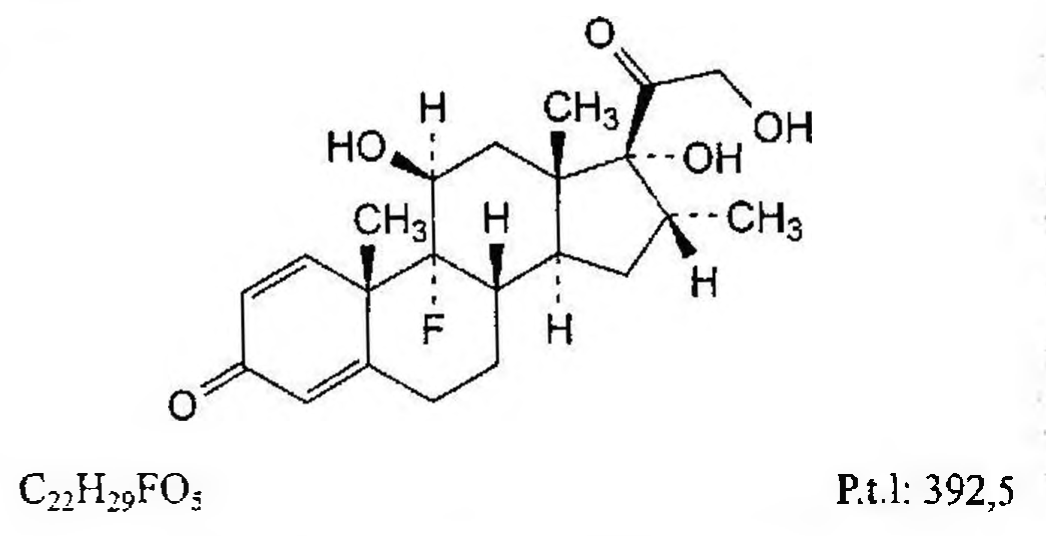 O
CH₃
OH
H
HO
OH
CH₃
H
CH₃
H
F
H
O
C₂₂H₂₉FO₅
P.t.l: 392,5